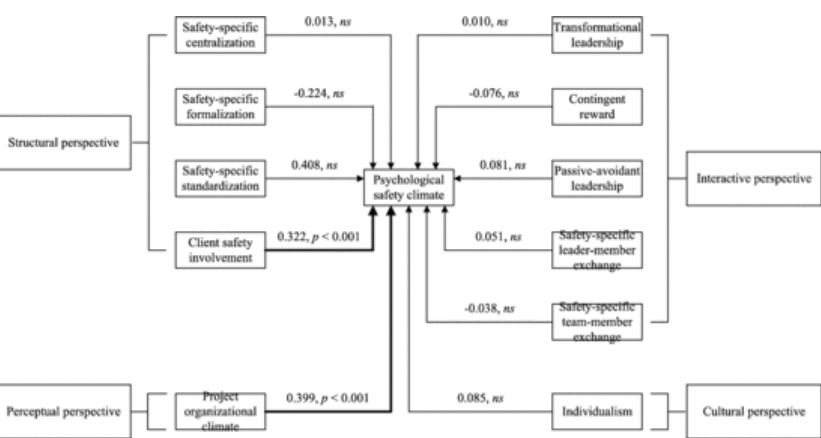 Safety-specific
centralization
0.013, ns
0.010, ns
Transformational
leadership
Safety-specific
formalization
-0.224, ns
-0.076, ns
Contingent
reward
Structural perspective
Safety-specific
standardization
0.408, ns
Psychological
safety climate
0.081, ns
Passive-avoidant
leadership
Interactive perspective
Client safety
involvement
0.322, p < 0.001
0.051, ns
Safety-specific
leader-member
exchange
-0.038, ns
Safety-specific
team-member
exchange
Perceptual perspective
Project
organizational
climate
0.399, p < 0.001
0.085, ns
Individualism
Cultural perspective